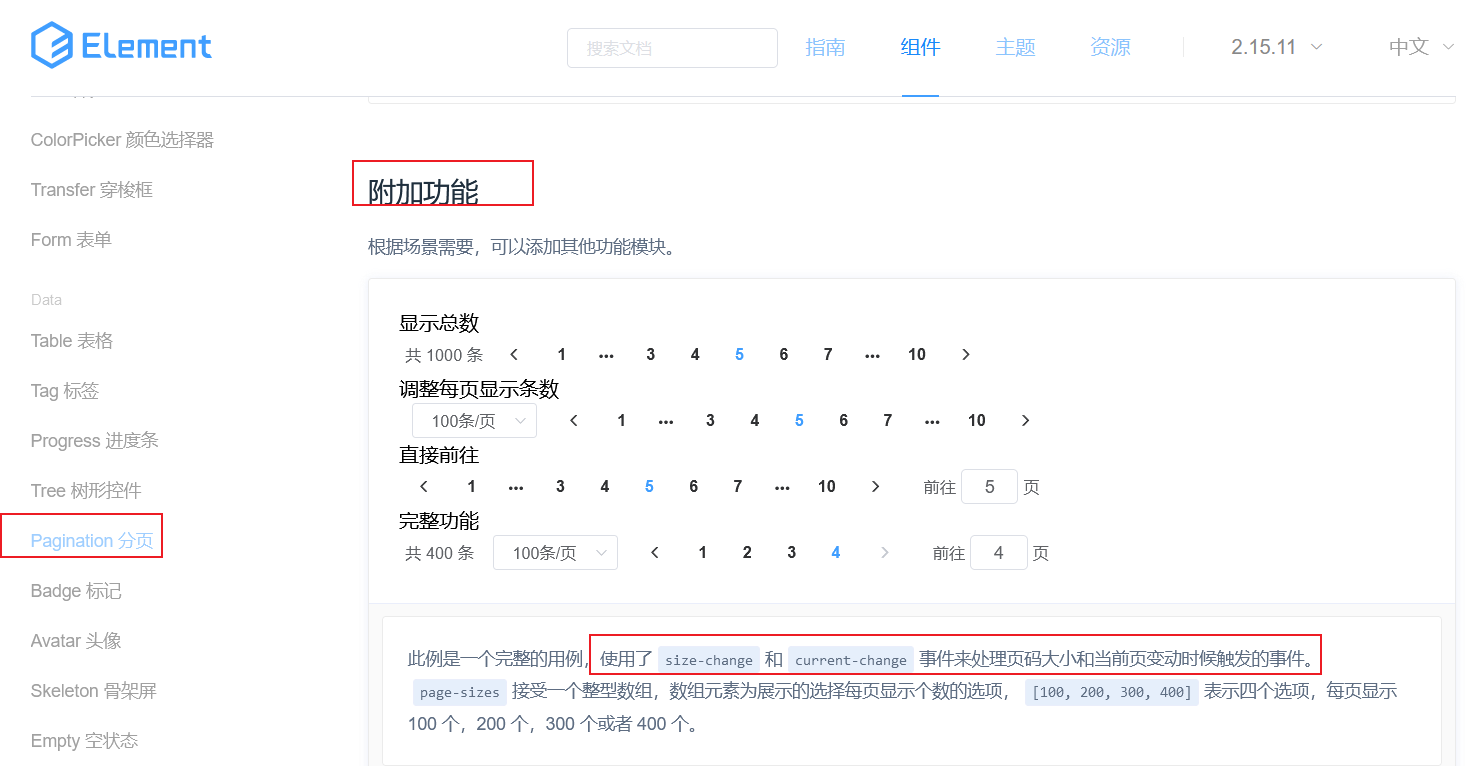 Element
搜索文档
指南
组件
主题
资源
2.15.11
中文
ColorPicker 颜色选择器
Transfer 穿梭框
Form 表单
Data
Table 表格
Tag 标签
Progress 进度条
Tree 树形控件
Pagination 分页
Badge 标记
Avatar 头像
Skeleton 骨架屏
Empty 空状态
附加功能
根据场景需要，可以添加其他功能模块。
显示总数
共 1000 条 < 1 ... 3 4 5 6 7 ... 10 >
调整每页显示条数
100条/页 < 1 ... 3 4 5 6 7 ... 10 >
直接前往
< 1 ... 3 4 5 6 7 ... 10 > 前往 5 页
完整功能
共 400 条 100条/页 < 1 2 3 4 > 前往 4 页
此例是一个完整的用例，使用了 size-change 和 current-change 事件来处理页码大小和当前页变动时候触发的事件。
page-sizes 接受一个整型数组，数组元素为展示的选择每页显示个数的选项， [100, 200, 300, 400] 表示四个选项，每页显示
100 个，200 个，300 个或者 400 个。